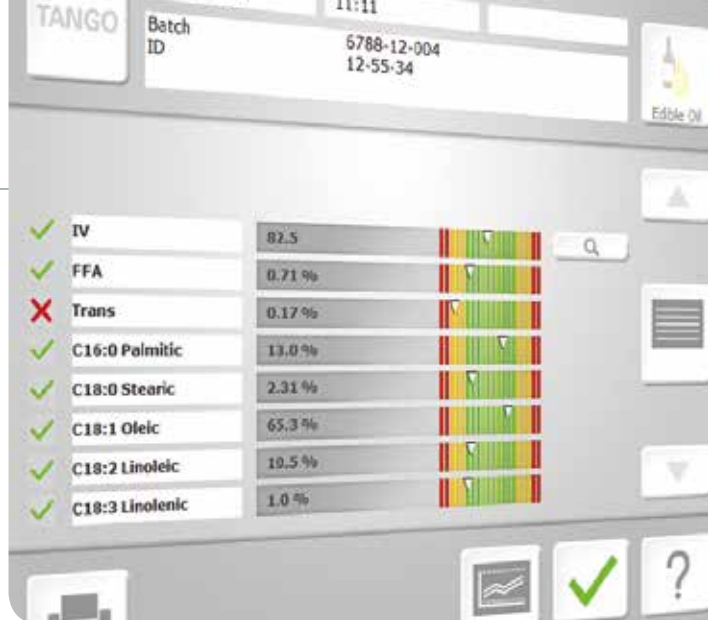 TANGO
11:11
Batch
ID
6788-12-004
12-55-34
Edible Oil
IV 82.5
FFA 0.71 %
Trans 0.17 %
C16:0 Palmitic 13.0 %
C18:0 Stearic 2.31 %
C18:1 Oleic 65.3 %
C18:2 Linoleic 10.5 %
C18:3 Linolenic 1.0 %
?